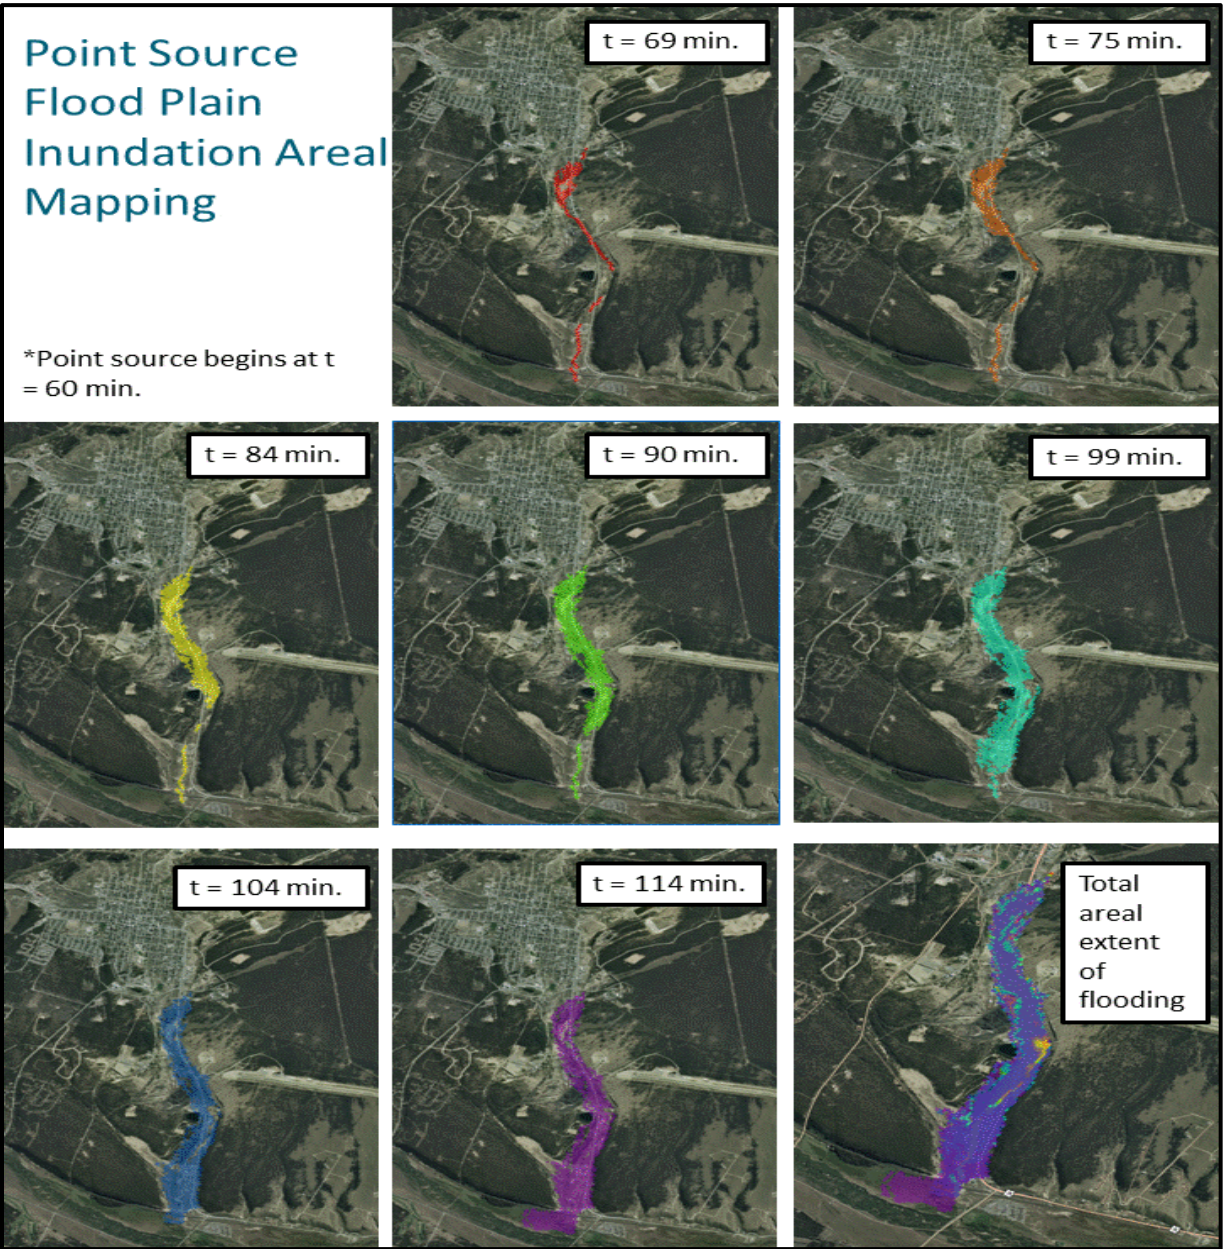 Point Source
Flood Plain
Inundation Areal
Mapping
*Point source begins at t
= 60 min.
t = 69 min.
t = 75 min.
t = 84 min.
t = 90 min.
t = 99 min.
t = 104 min.
t = 114 min.
Total
areal
extent
of
flooding